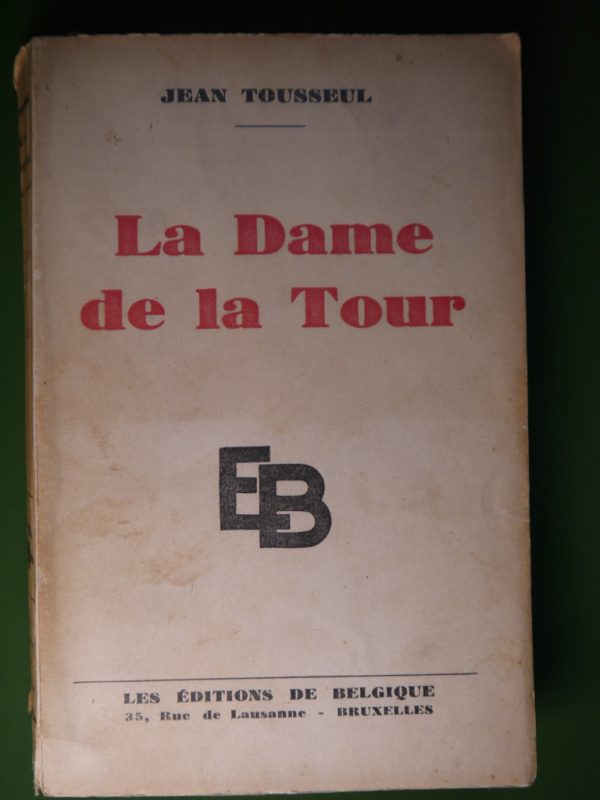 JEAN TOUSSEUL
La Dame
de la Tour
EB
LES ÉDITIONS DE BELGIQUE
35, Rue de Lausanne - BRUXELLES